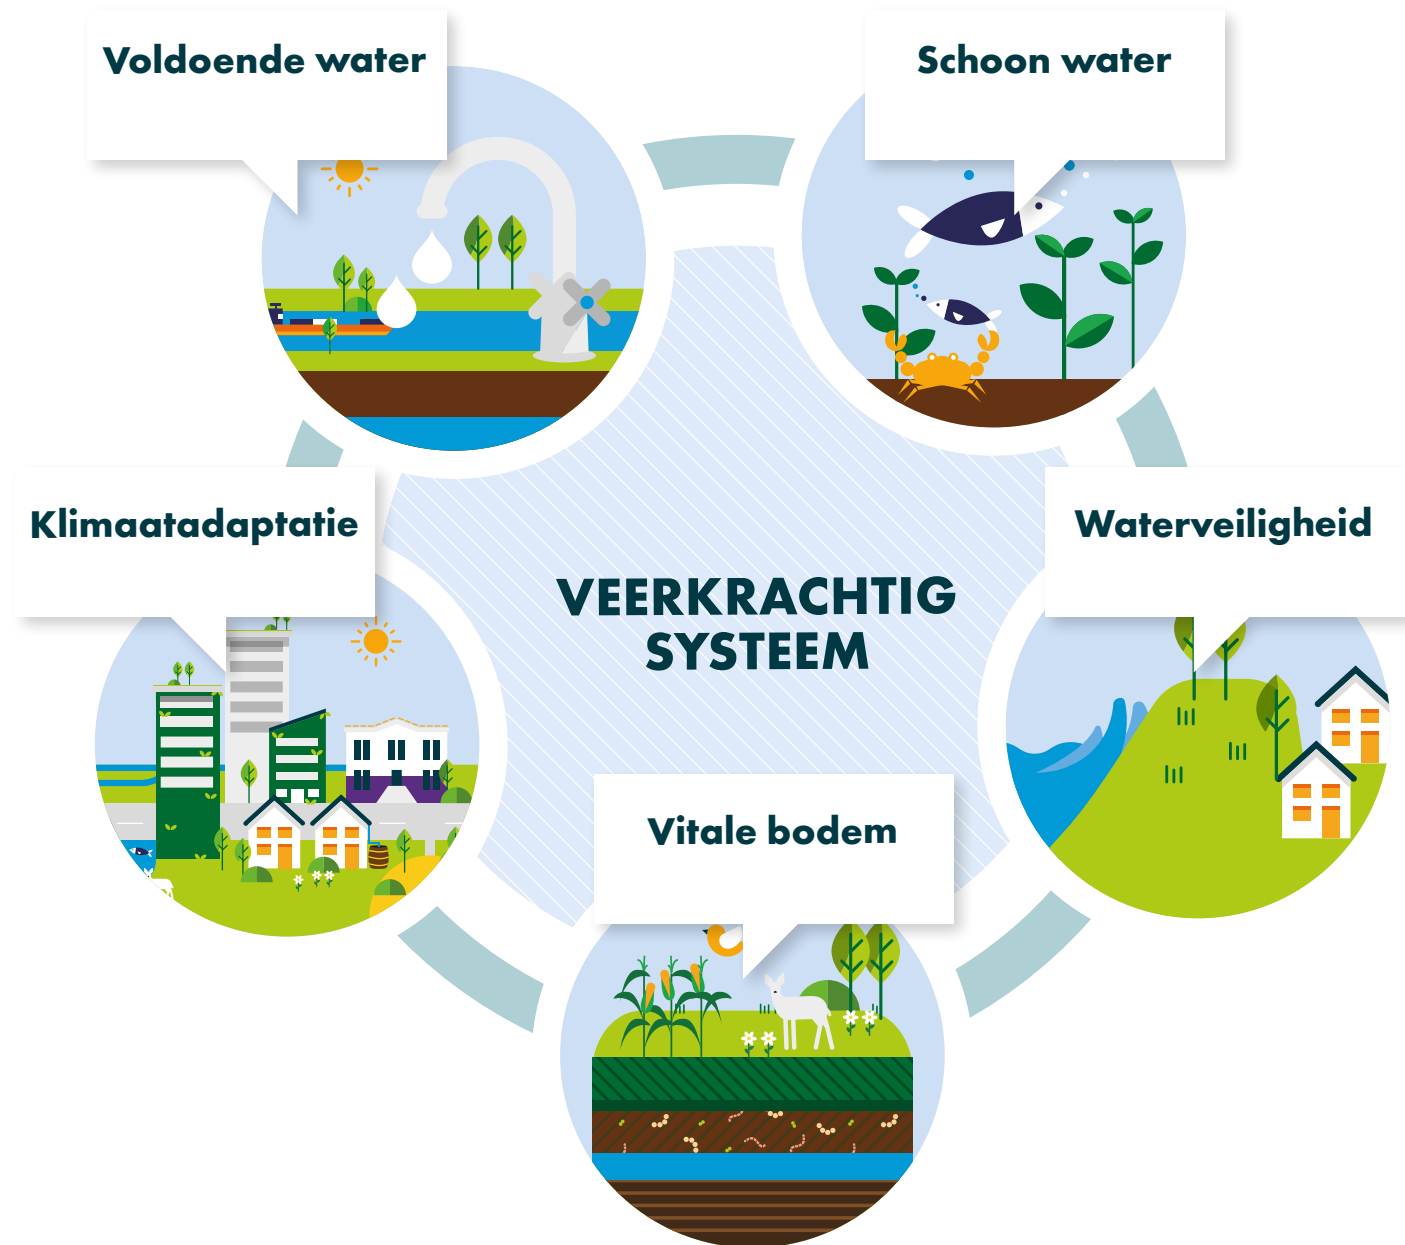 Voldoende water
Schoon water
Klimaatadaptatie
Waterveiligheid
VEERKRACHTIG
SYSTEEM
Vitale bodem